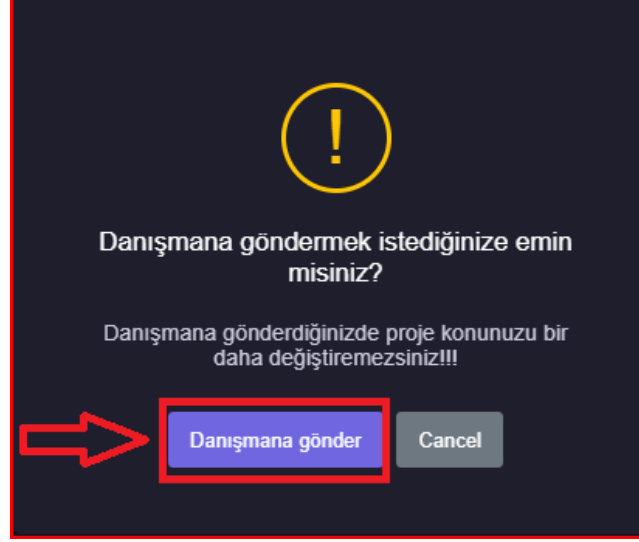 !
Danışmana göndermek istediğinize emin
misiniz?
Danışmana gönderdiğinizde proje konunuzu bir
daha değiştiremezsiniz!!!
Danışmana gönder Cancel